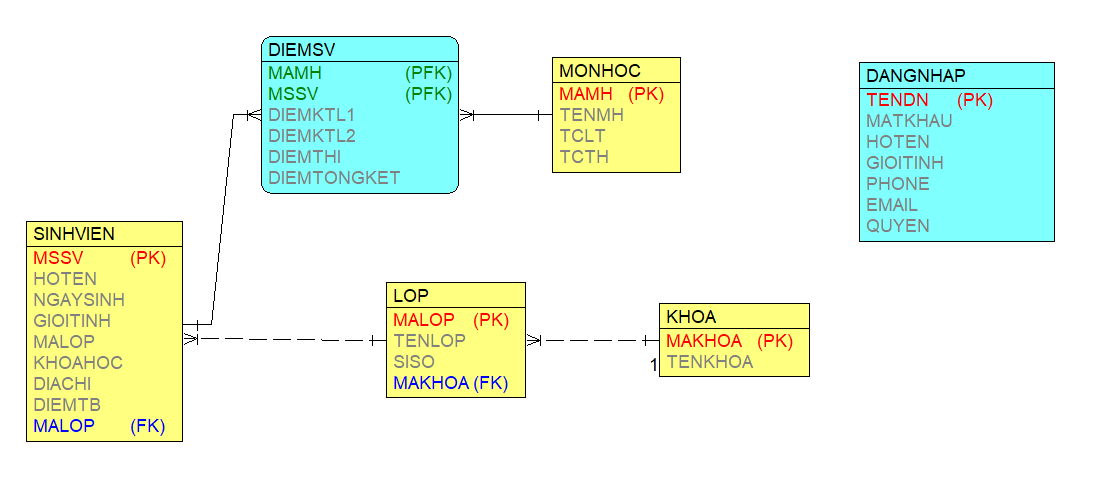 DIEMSV
MAMH (PFK)
MSSV (PFK)
DIEMKTL1
DIEMKTL2
DIEMTHI
DIEMTONGKET
MONHOC
MAMH (PK)
TENMH
TCLT
TCTH
DANGNHAP
TENDN (PK)
MATKHAU
HOTEN
GIOITINH
PHONE
EMAIL
QUYEN
SINHVIEN
MSSV (PK)
HOTEN
NGAYSINH
GIOITINH
MALOP
KHOAHOC
DIACHI
DIEMTB
MALOP (FK)
LOP
MALOP (PK)
TENLOP
SISO
MAKHOA (FK)
KHOA
MAKHOA (PK)
1 TENKHOA